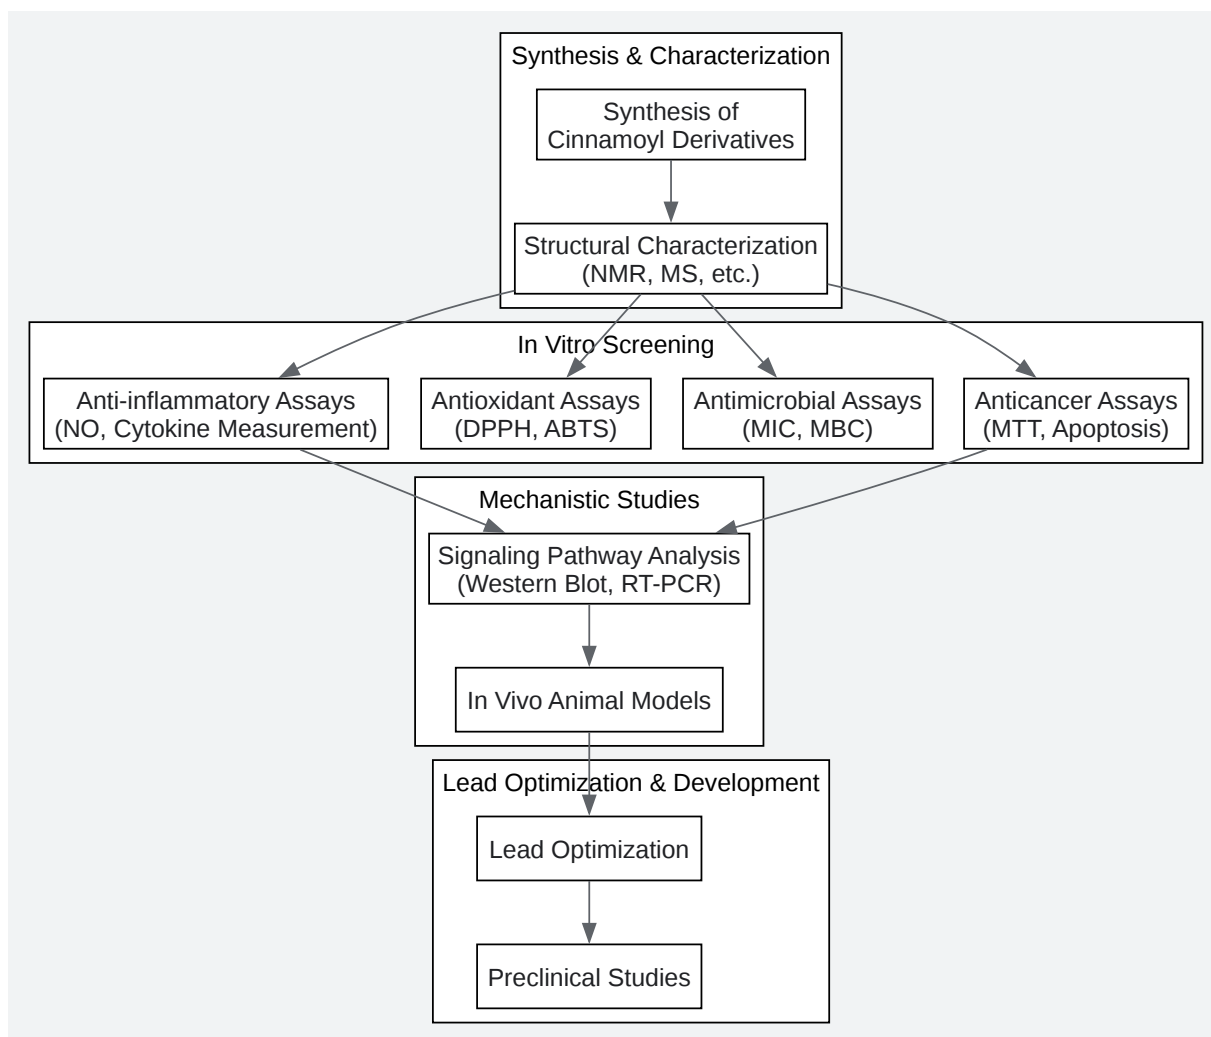 Synthesis & Characterization
Synthesis of
Cinnamoyl Derivatives
Structural Characterization
(NMR, MS, etc.)
In Vitro Screening
Anti-inflammatory Assays
(NO, Cytokine Measurement)
Antioxidant Assays
(DPPH, ABTS)
Antimicrobial Assays
(MIC, MBC)
Anticancer Assays
(MTT, Apoptosis)
Mechanistic Studies
Signaling Pathway Analysis
(Western Blot, RT-PCR)
In Vivo Animal Models
Lead Optimization & Development
Lead Optimization
Preclinical Studies